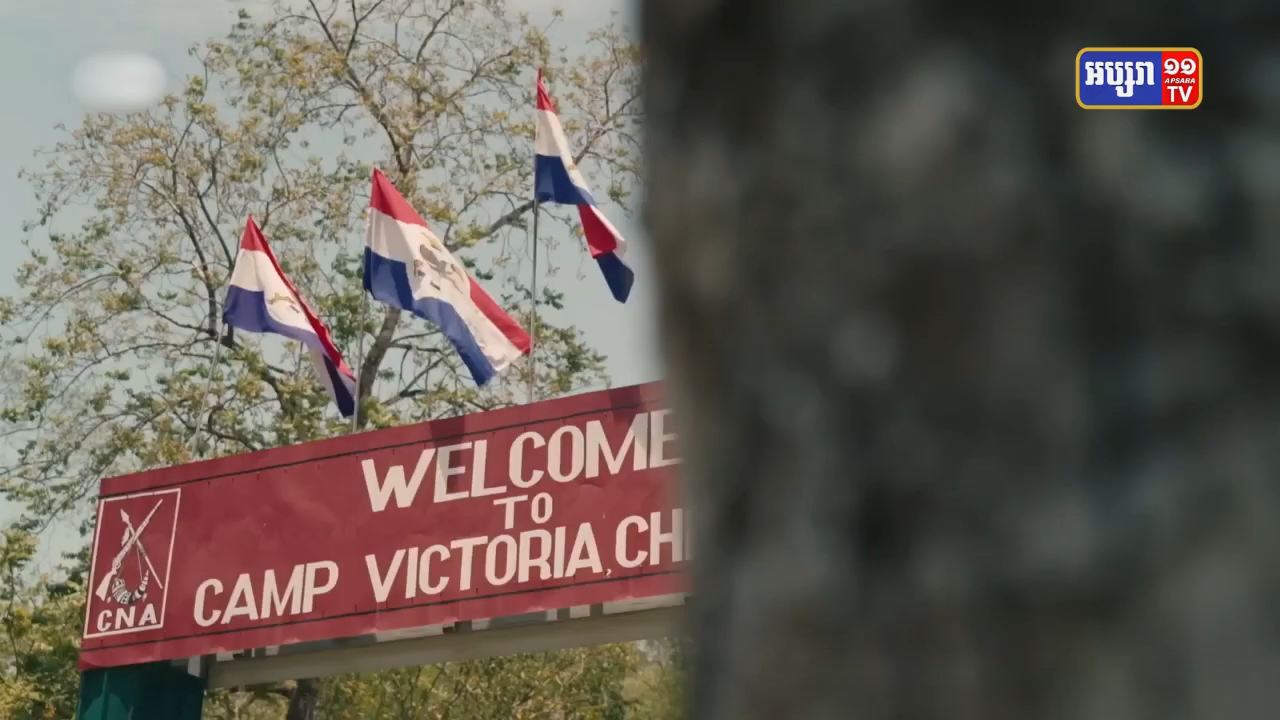 អប្សរា ១១
APSARA
TV
WELCOME
TO
CAMP VICTORIA, CH
CNA